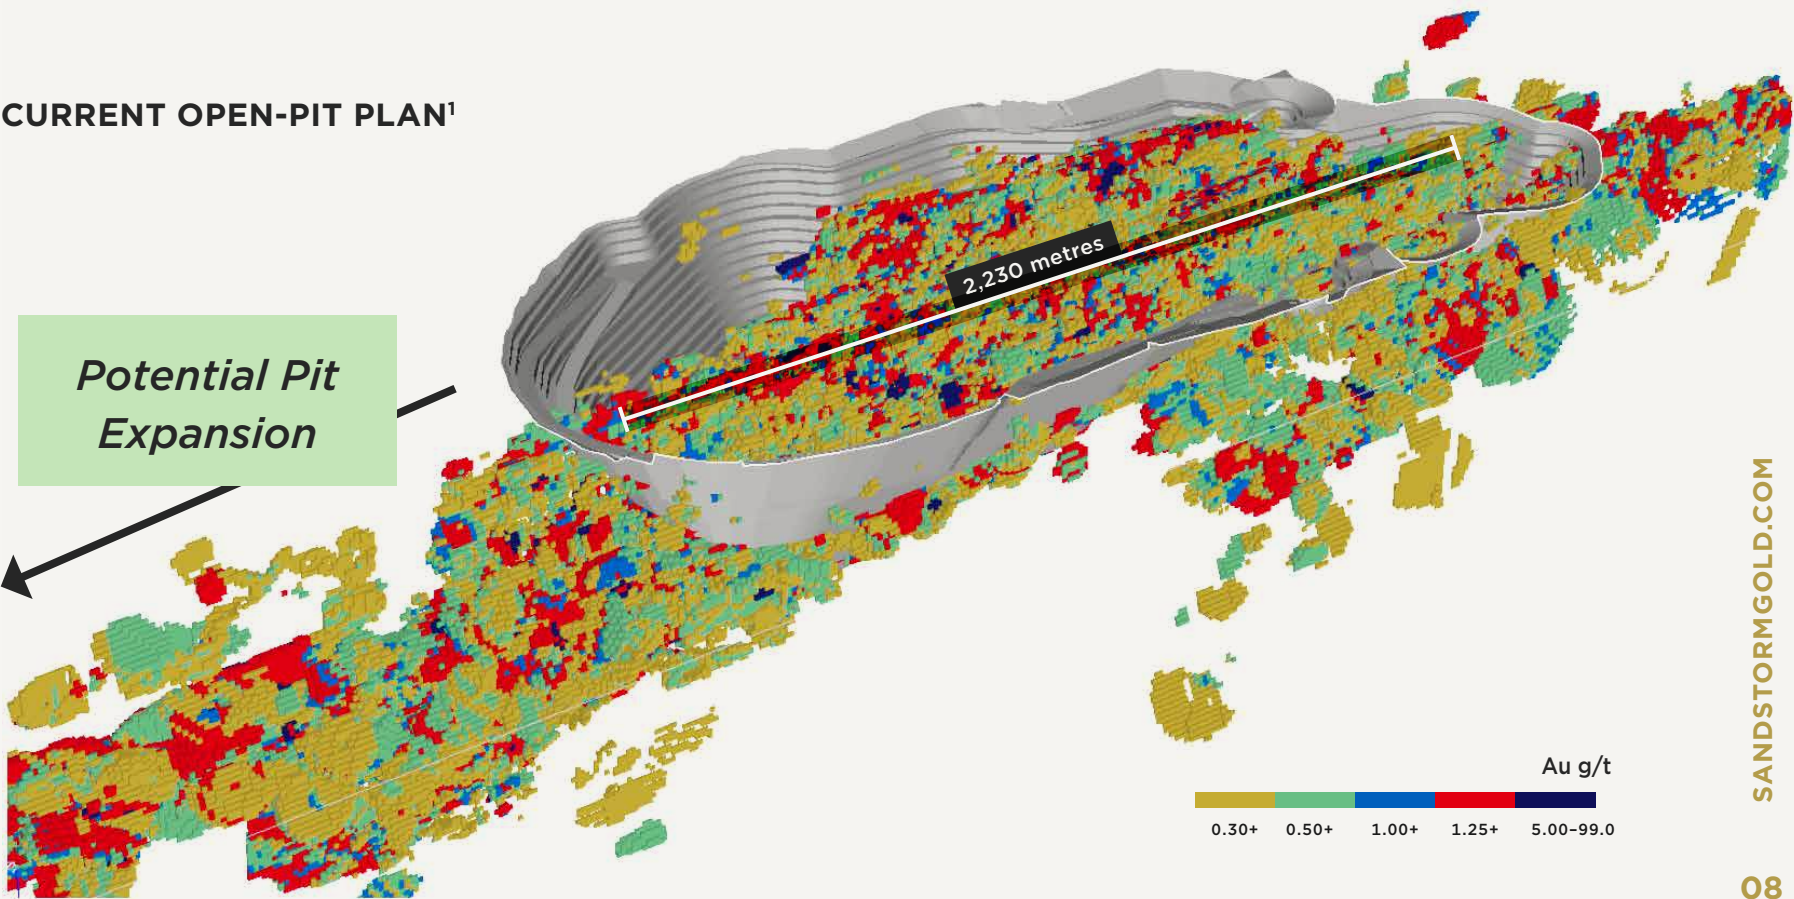 CURRENT OPEN-PIT PLAN¹
2,230 metres
Potential Pit
Expansion
Au g/t
0.30+ 0.50+ 1.00+ 1.25+ 5.00–99.0
SANDSTORMGOLD.COM
08